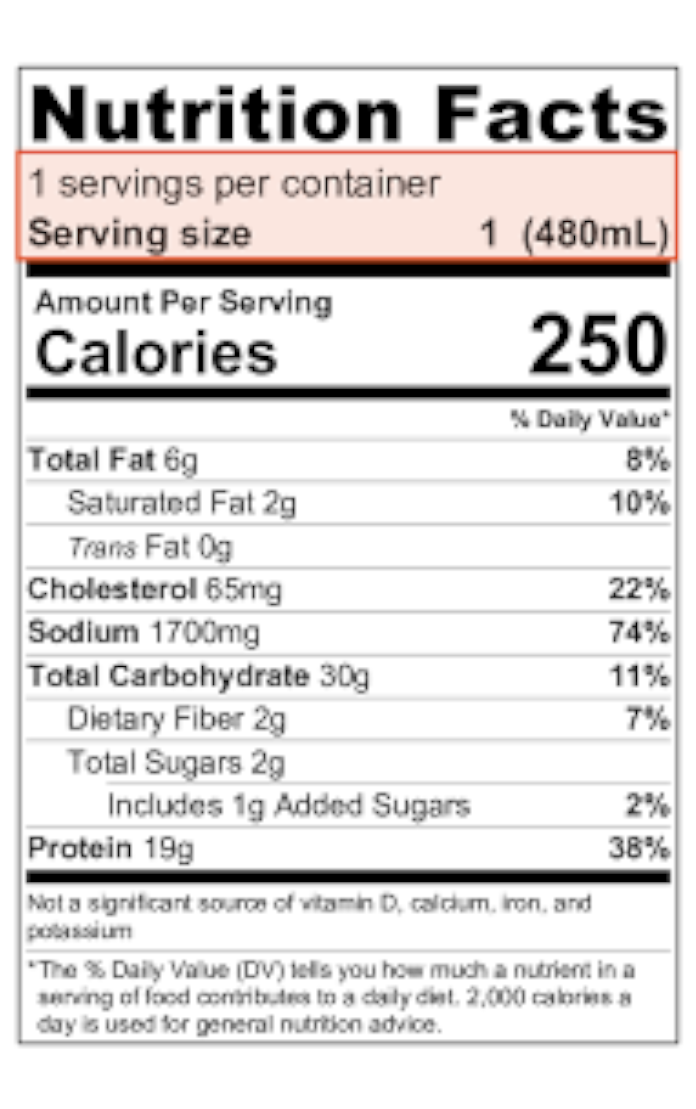 Nutrition Facts
1 servings per container
Serving size 1 (480mL)
Amount Per Serving
Calories 250
% Daily Value*
Total Fat 6g 8%
Saturated Fat 2g 10%
Trans Fat 0g
Cholesterol 65mg 22%
Sodium 1700mg 74%
Total Carbohydrate 30g 11%
Dietary Fiber 2g 7%
Total Sugars 2g
Includes 1g Added Sugars 2%
Protein 19g 38%
Not a significant source of vitamin D, calcium, iron, and
potassium
*The % Daily Value (DV) tells you how much a nutrient in a
serving of food contributes to a daily diet. 2,000 calories a
day is used for general nutrition advice.